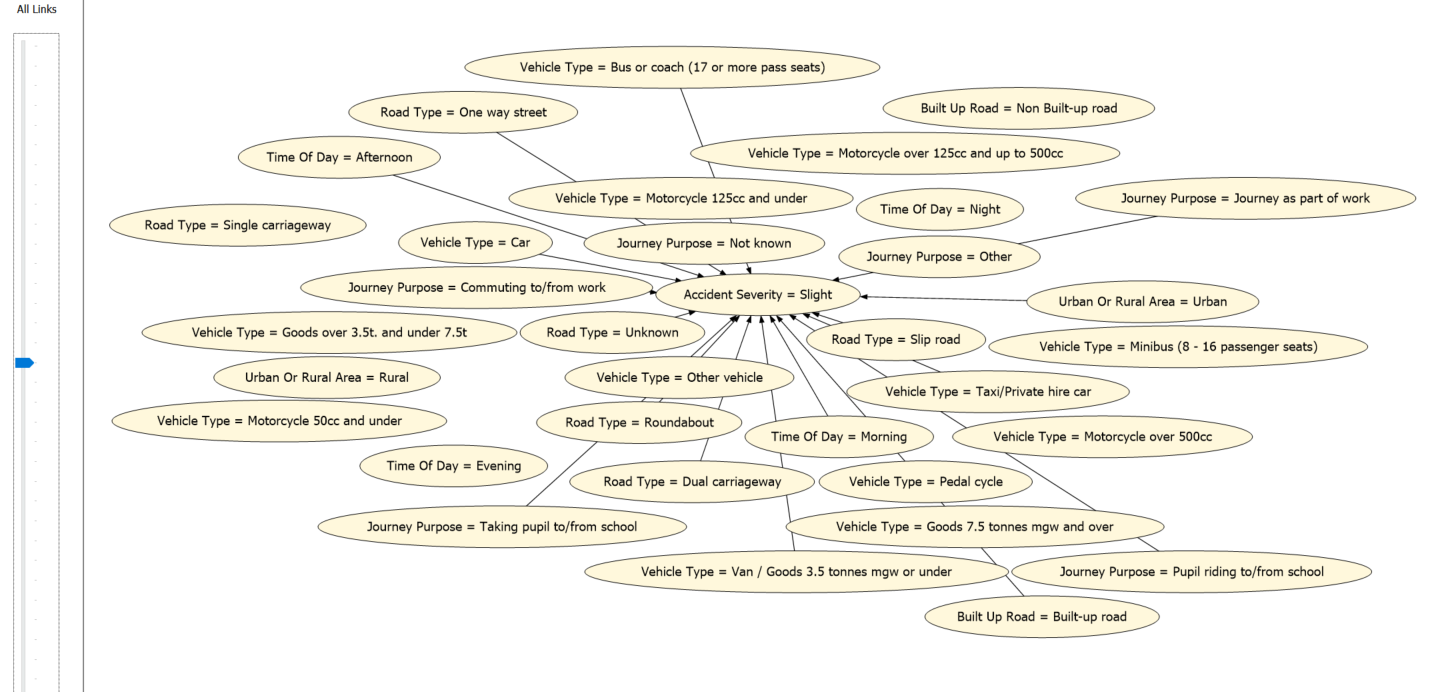 All Links
Vehicle Type = Bus or coach (17 or more pass seats)
Road Type = One way street
Built Up Road = Non Built-up road
Time Of Day = Afternoon
Vehicle Type = Motorcycle over 125cc and up to 500cc
Vehicle Type = Motorcycle 125cc and under
Journey Purpose = Journey as part of work
Time Of Day = Night
Road Type = Single carriageway
Vehicle Type = Car
Journey Purpose = Not known
Journey Purpose = Other
Journey Purpose = Commuting to/from work
Accident Severity = Slight
Urban Or Rural Area = Urban
Vehicle Type = Goods over 3.5t. and under 7.5t
Road Type = Unknown
Road Type = Slip road
Vehicle Type = Minibus (8 - 16 passenger seats)
Urban Or Rural Area = Rural
Vehicle Type = Other vehicle
Vehicle Type = Taxi/Private hire car
Vehicle Type = Motorcycle 50cc and under
Road Type = Roundabout
Time Of Day = Morning
Vehicle Type = Motorcycle over 500cc
Time Of Day = Evening
Road Type = Dual carriageway
Vehicle Type = Pedal cycle
Journey Purpose = Taking pupil to/from school
Vehicle Type = Goods 7.5 tonnes mgw and over
Vehicle Type = Van / Goods 3.5 tonnes mgw or under
Journey Purpose = Pupil riding to/from school
Built Up Road = Built-up road